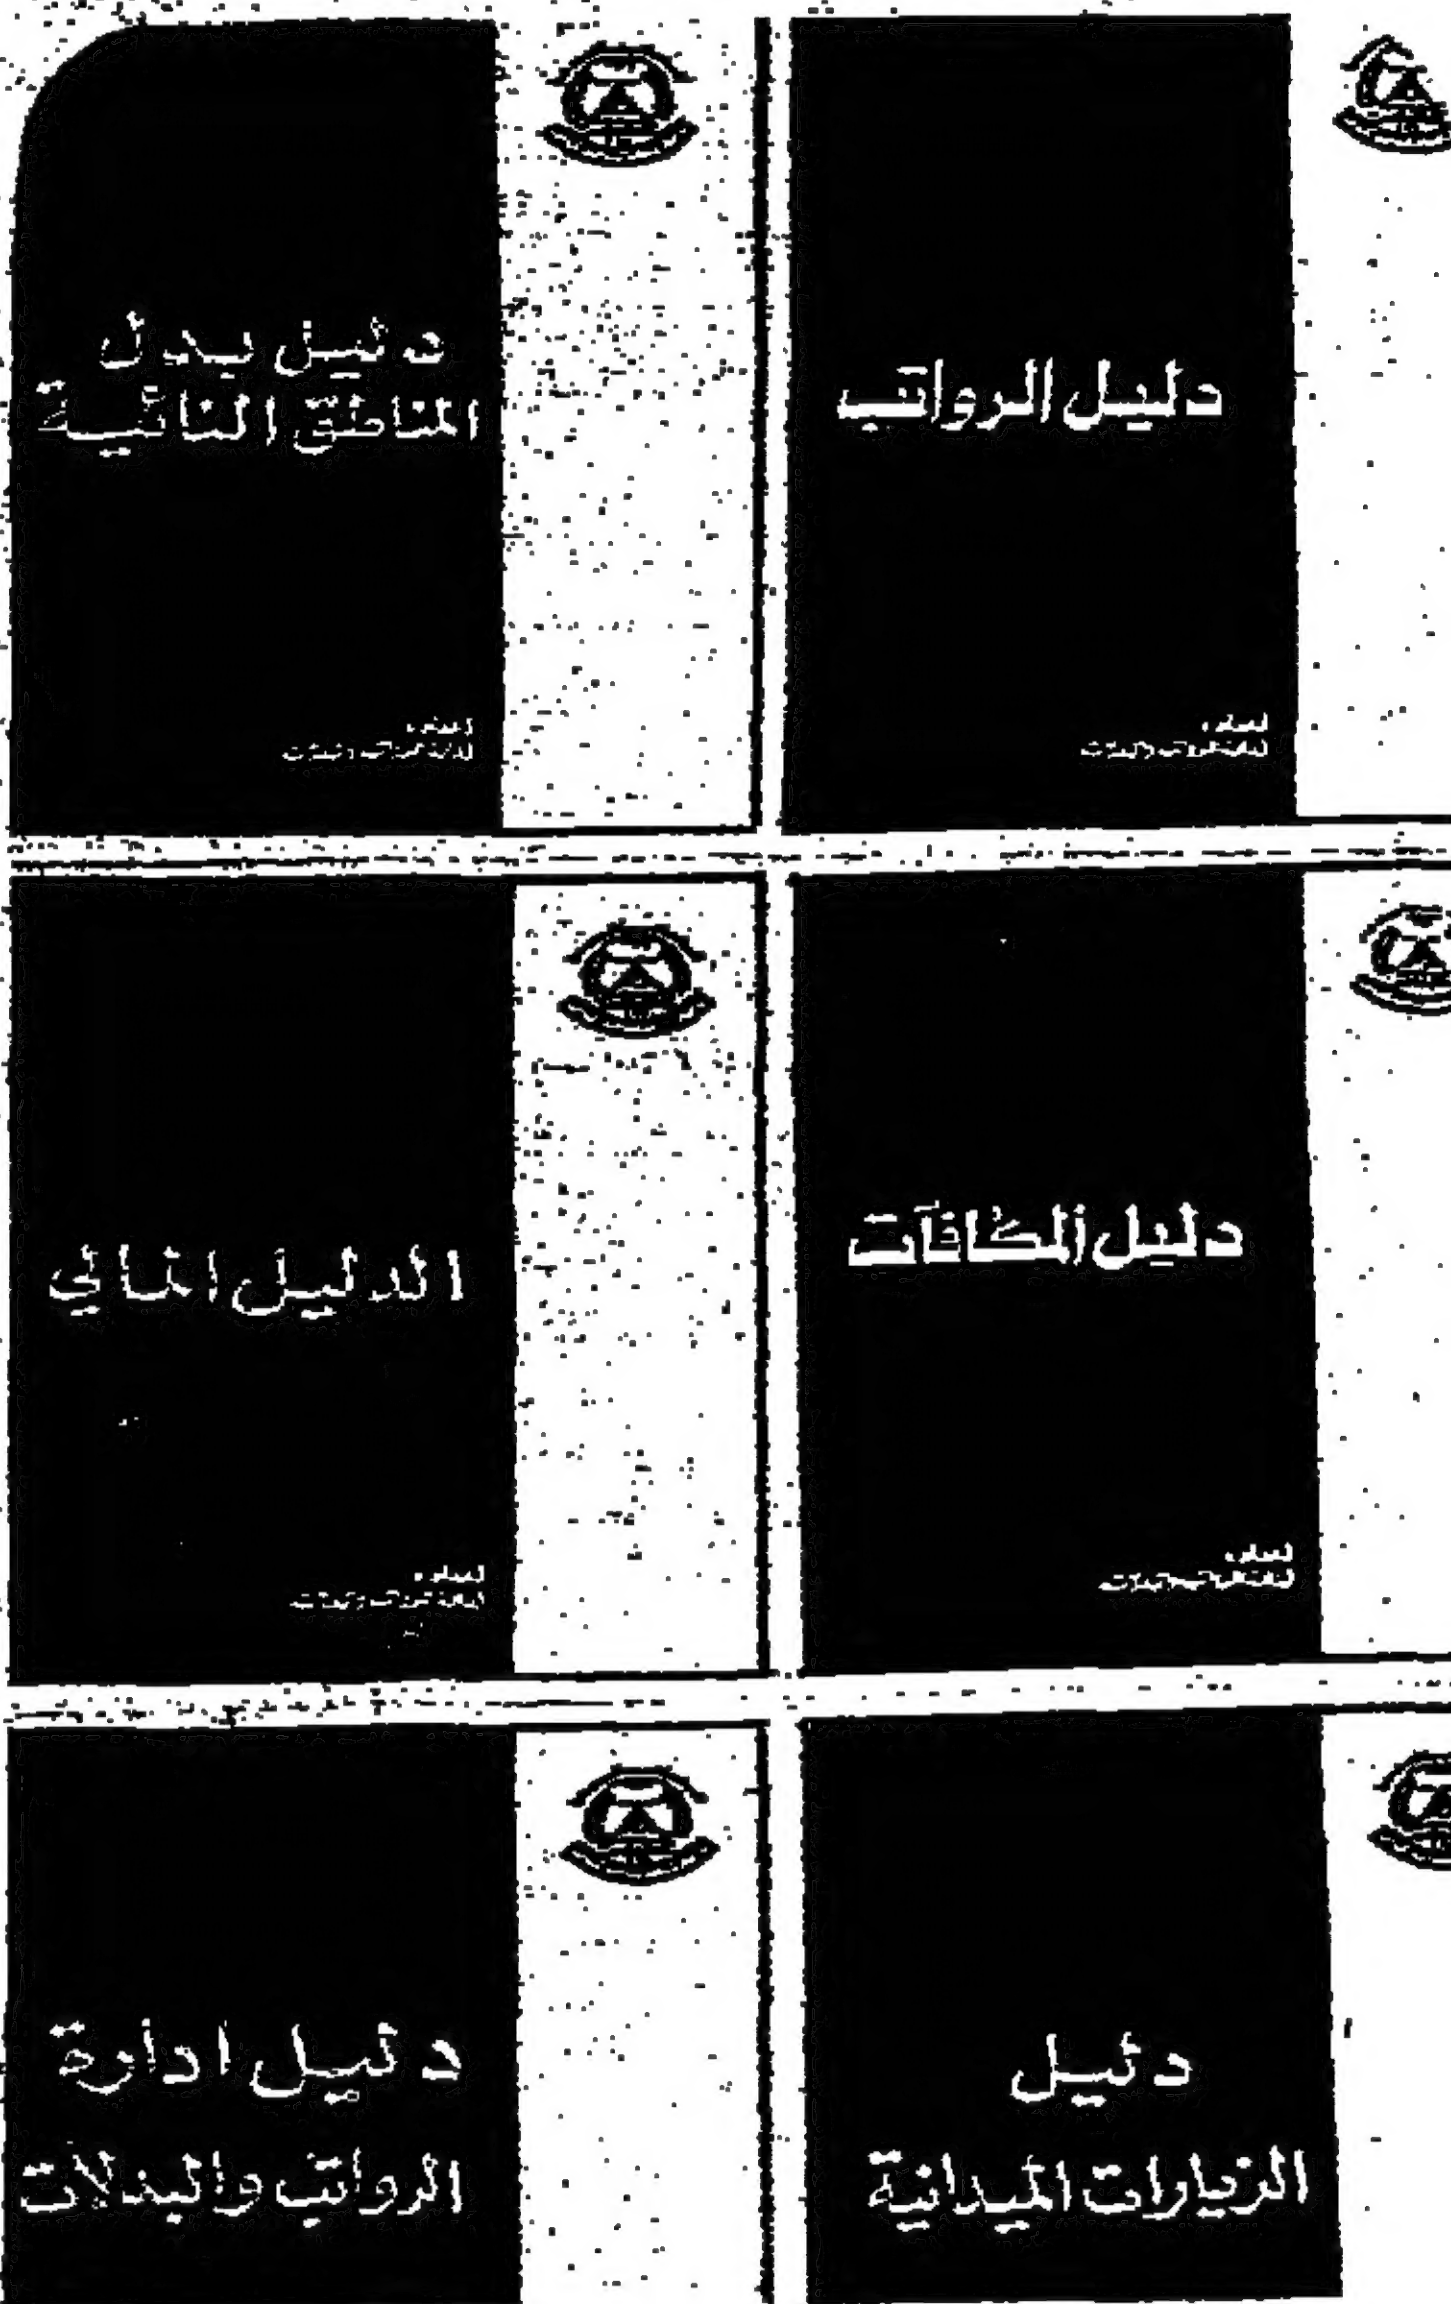 دليل الرواتب
دليل بدل
المناطق النائية
دليل المكافآت
الدليل المالي
دليل
الزيارات الميدانية
دليل ادارة
الرواتب والبدلات